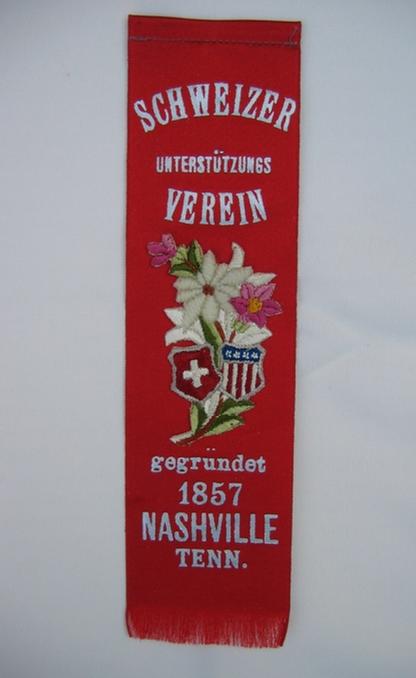 SCHWEIZER
UNTERSTÜTZUNGS
VEREIN
gegründet
1857
NASHVILLE
TENN.